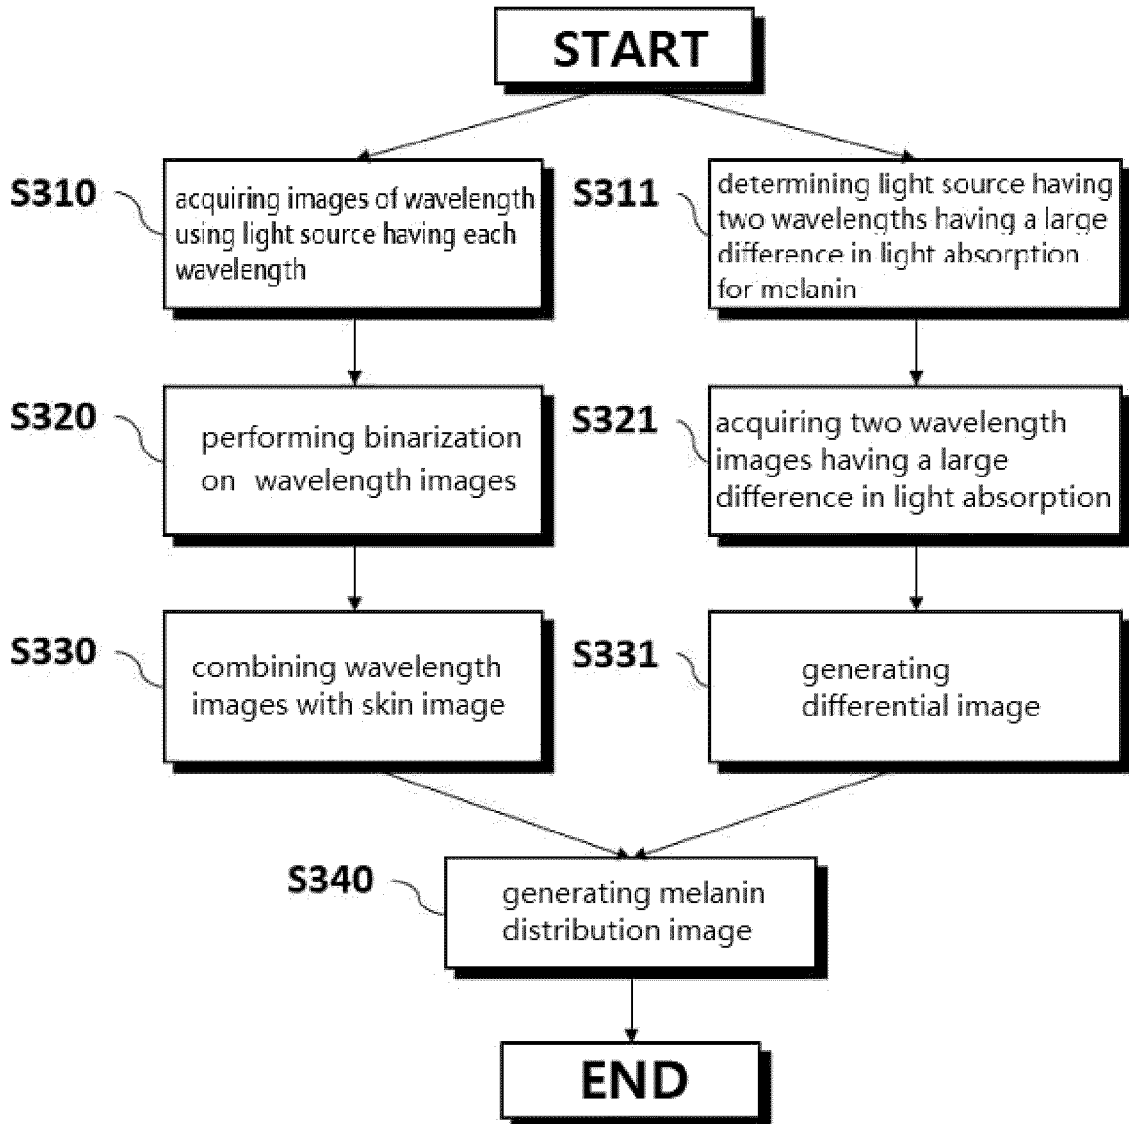 START
S310
acquiring images of wavelength
using light source having each
wavelength
S311
determining light source having
two wavelengths having a large
difference in light absorption
for melanin
S320
performing binarization
on wavelength images
S321
acquiring two wavelength
images having a large
difference in light absorption
S330
combining wavelength
images with skin image
S331
generating
differential image
S340
generating melanin
distribution image
END